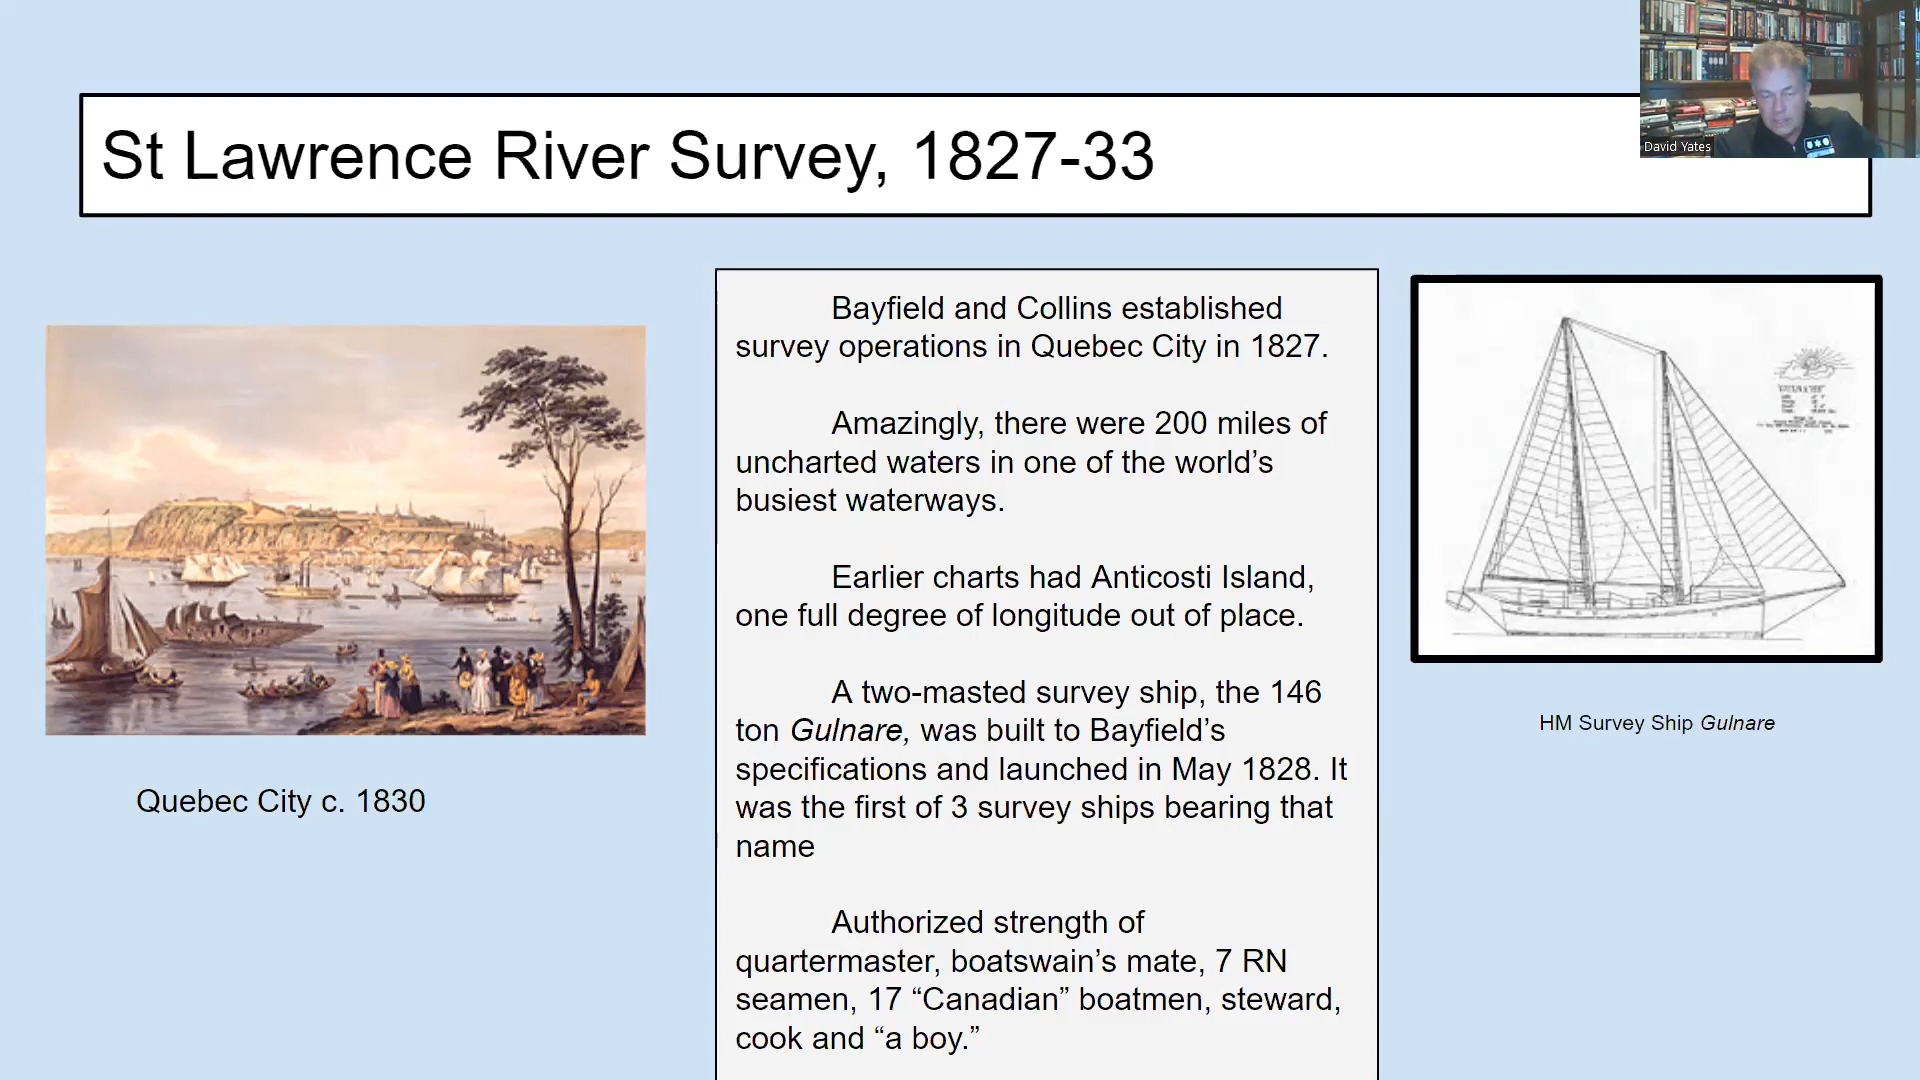 David Yates
St Lawrence River Survey, 1827-33
Bayfield and Collins established
survey operations in Quebec City in 1827.
Amazingly, there were 200 miles of
uncharted waters in one of the world’s
busiest waterways.
Earlier charts had Anticosti Island,
one full degree of longitude out of place.
A two-masted survey ship, the 146
ton Gulnare, was built to Bayfield’s
specifications and launched in May 1828. It
was the first of 3 survey ships bearing that
name
Authorized strength of
quartermaster, boatswain’s mate, 7 RN
seamen, 17 “Canadian” boatmen, steward,
cook and “a boy.”
Quebec City c. 1830
HM Survey Ship Gulnare